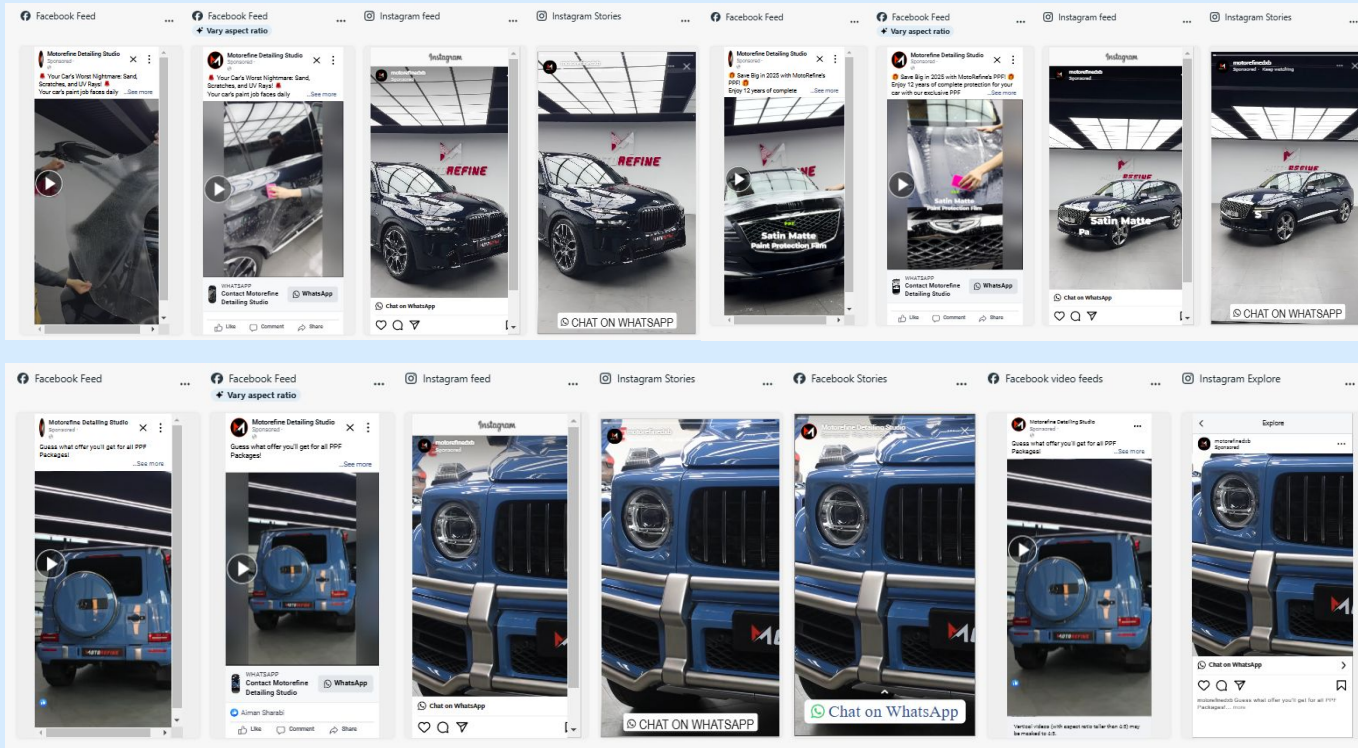 Facebook Feed
Motorefine Detailing Studio
Sponsored ·
🚨 Your Car's Worst Nightmare: Sand,
Scratches, and UV Rays! 🚨
Your car's paint job faces daily ...See more
Facebook Feed
Vary aspect ratio
Motorefine Detailing Studio
Sponsored ·
🚨 Your Car's Worst Nightmare: Sand,
Scratches, and UV Rays! 🚨
Your car's paint job faces daily ...See more
WHATSAPP
Contact Motorefine
Detailing Studio
WhatsApp
Like Comment Share
Instagram feed
Instagram
motorefinedxb
Sponsored
REFINE
Chat on WhatsApp
Instagram Stories
motorefinedxb
REFINE
CHAT ON WHATSAPP
Facebook Feed
Motorefine Detailing Studio
Sponsored ·
Save Big in 2025 with MotoRefine's
PPF!
Enjoy 12 years of complete ...See more
PPF
Satin Matte
Paint Protection Film
Facebook Feed
Vary aspect ratio
Motorefine Detailing Studio
Sponsored ·
Save Big in 2025 with MotoRefine's PPF!
Enjoy 12 years of complete protection for your
car with our exclusive PPF ...See more
Satin Matte
Paint Protection Film
WHATSAPP
Contact Motorefine
Detailing Studio
WhatsApp
Like Comment Share
Instagram feed
Instagram
motorefinedxb
Sponsored
REFINE
Satin Matte
Pa
Chat on WhatsApp
Instagram Stories
motorefinedxb
Sponsored · Keep watching
REFINE
S
CHAT ON WHATSAPP
Facebook Feed
Motorefine Detailing Studio
Sponsored ·
Guess what offer you'll get for all PPF
Packages!
...See more
MOTOREFINE
Facebook Feed
Vary aspect ratio
Motorefine Detailing Studio
Sponsored ·
Guess what offer you'll get for all PPF
Packages!
...See more
WHATSAPP
Contact Motorefine
Detailing Studio
WhatsApp
Aiman Sharabi
Like Comment Share
Instagram feed
Instagram
motorefinedxb
Sponsored
Chat on WhatsApp
Instagram Stories
motorefinedxb
CHAT ON WHATSAPP
Facebook Stories
Motorefine Detailing Studio
Chat on WhatsApp
Facebook video feeds
Motorefine Detailing Studio
Sponsored ·
Guess what offer you'll get for all PPF
Packages!
...See more
Vertical videos (with aspect ratio taller than 4:5) may
be masked to 4:5.
Instagram Explore
Explore
motorefinedxb
Sponsored
Chat on WhatsApp
motorefinedxb Guess what offer you'll get for all PPF
Packages!... more